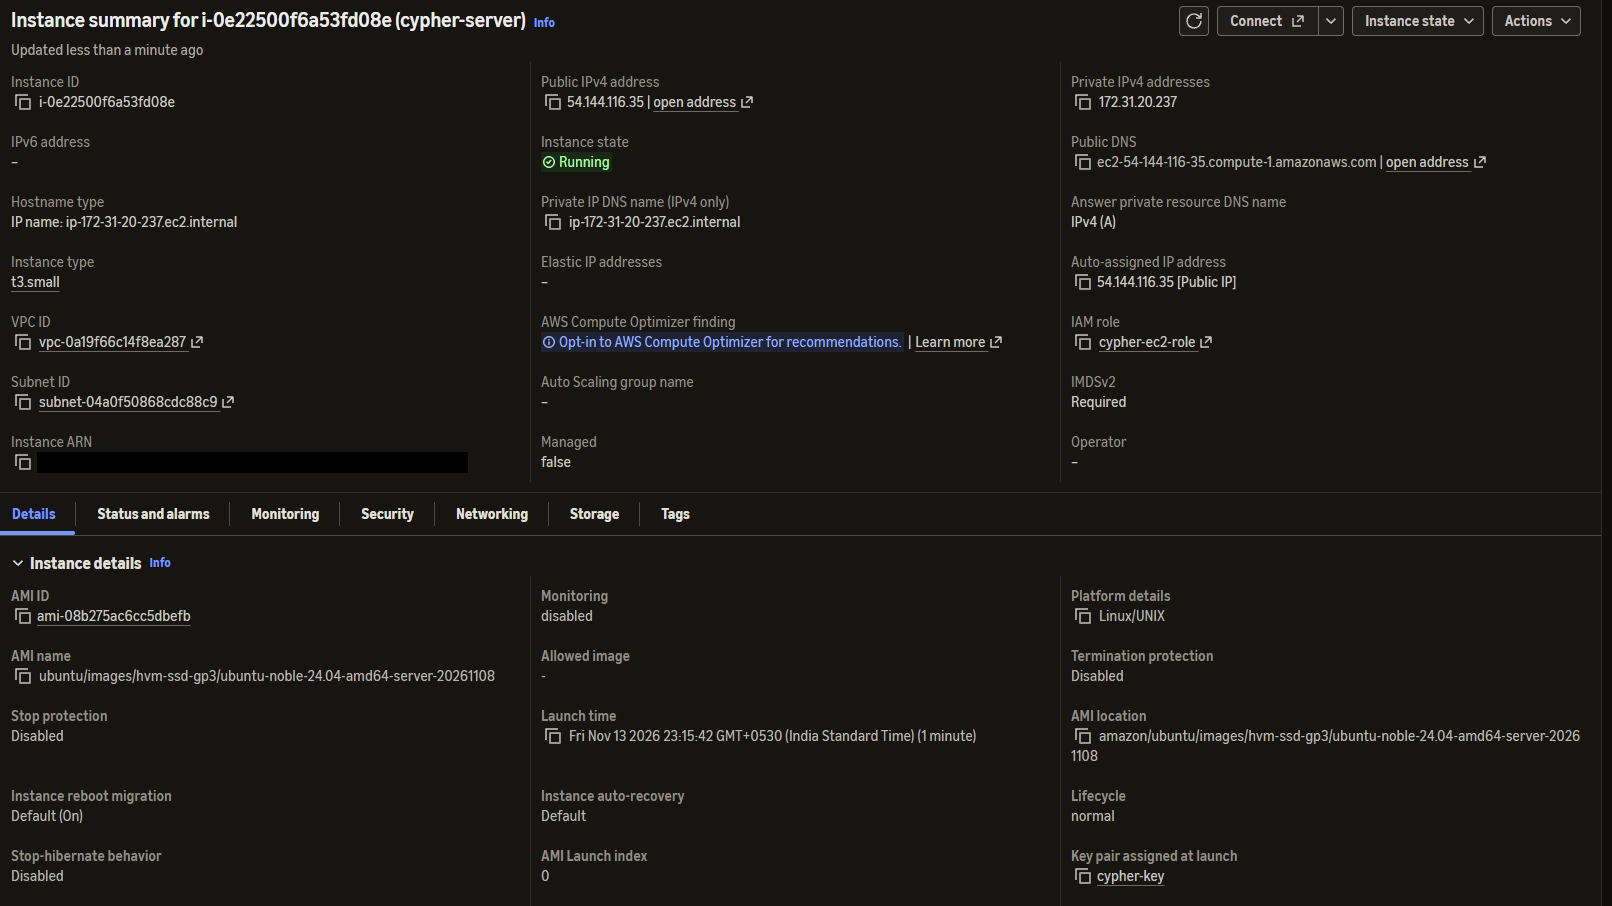 Instance summary for i-0e22500f6a53fd08e (cypher-server) Info
Connect
Instance state
Actions
Updated less than a minute ago
Instance ID
i-0e22500f6a53fd08e
Public IPv4 address
54.144.116.35 | open address
Private IPv4 addresses
172.31.20.237
IPv6 address
–
Instance state
Running
Public DNS
ec2-54-144-116-35.compute-1.amazonaws.com | open address
Hostname type
IP name: ip-172-31-20-237.ec2.internal
Private IP DNS name (IPv4 only)
ip-172-31-20-237.ec2.internal
Answer private resource DNS name
IPv4 (A)
Instance type
t3.small
Elastic IP addresses
–
Auto-assigned IP address
54.144.116.35 [Public IP]
VPC ID
vpc-0a19f66c14f8ea287
AWS Compute Optimizer finding
Opt-in to AWS Compute Optimizer for recommendations. | Learn more
IAM role
cypher-ec2-role
Subnet ID
subnet-04a0f50868cdc88c9
Auto Scaling group name
–
IMDSv2
Required
Instance ARN
Managed
false
Operator
–
Details
Status and alarms
Monitoring
Security
Networking
Storage
Tags
Instance details Info
AMI ID
ami-08b275ac6cc5dbefb
Monitoring
disabled
Platform details
Linux/UNIX
AMI name
ubuntu/images/hvm-ssd-gp3/ubuntu-noble-24.04-amd64-server-20261108
Allowed image
-
Termination protection
Disabled
Stop protection
Disabled
Launch time
Fri Nov 13 2026 23:15:42 GMT+0530 (India Standard Time) (1 minute)
AMI location
amazon/ubuntu/images/hvm-ssd-gp3/ubuntu-noble-24.04-amd64-server-2026
1108
Instance reboot migration
Default (On)
Instance auto-recovery
Default
Lifecycle
normal
Stop-hibernate behavior
Disabled
AMI Launch index
0
Key pair assigned at launch
cypher-key